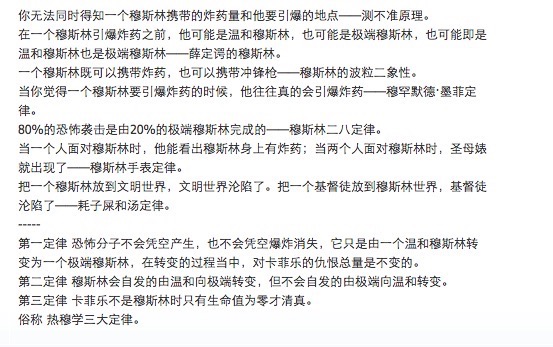 你无法同时得知一个穆斯林携带的炸药量和他要引爆的地点——测不准原理。
在一个穆斯林引爆炸药之前，他可能是温和穆斯林，也可能是极端穆斯林，也可能即是
温和穆斯林也是极端穆斯林——薛定谔的穆斯林。
一个穆斯林既可以携带炸药，也可以携带冲锋枪——穆斯林的波粒二象性。
当你觉得一个穆斯林要引爆炸药的时候，他往往真的会引爆炸药——穆罕默德·墨菲定
律。
80%的恐怖袭击是由20%的极端穆斯林完成的——穆斯林二八定律。
当一个人面对穆斯林时，他能看出穆斯林身上有炸药；当两个人面对穆斯林时，圣母婊
就出现了——穆斯林手表定律。
把一个穆斯林放到文明世界，文明世界沦陷了。把一个基督徒放到穆斯林世界，基督徒
沦陷了——耗子屎和汤定律。
-----
第一定律 恐怖分子不会凭空产生，也不会凭空爆炸消失，它只是由一个温和穆斯林转
变为一个极端穆斯林，在转变的过程当中，对卡菲乐的仇恨总量是不变的。
第二定律 穆斯林会自发的由温和向极端转变，但不会自发的由极端向温和转变。
第三定律 卡菲乐不是穆斯林时只有生命值为零才清真。
俗称 热穆学三大定律。